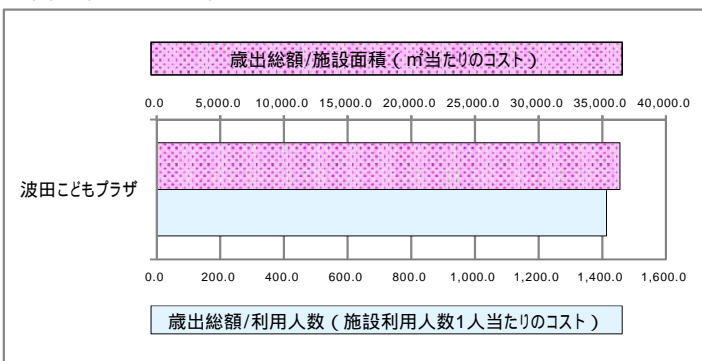 歳出総額/施設面積（㎡当たりのコスト）
0.0 5,000.0 10,000.0 15,000.0 20,000.0 25,000.0 30,000.0 35,000.0 40,000.0
波田こどもプラザ
0.0 200.0 400.0 600.0 800.0 1,000.0 1,200.0 1,400.0 1,600.0
歳出総額/利用人数（施設利用人数1人当たりのコスト）